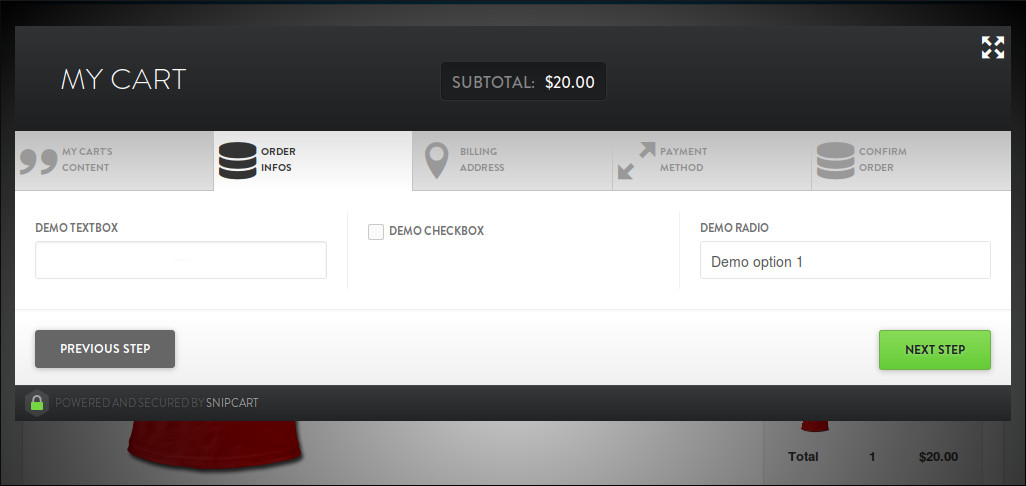 MY CART
SUBTOTAL: $20.00
MY CART'S
CONTENT
ORDER
INFOS
BILLING
ADDRESS
PAYMENT
METHOD
CONFIRM
ORDER
DEMO TEXTBOX
DEMO CHECKBOX
DEMO RADIO
Demo option 1
PREVIOUS STEP
NEXT STEP
POWERED AND SECURED BY SNIPCART
Total 1 $20.00